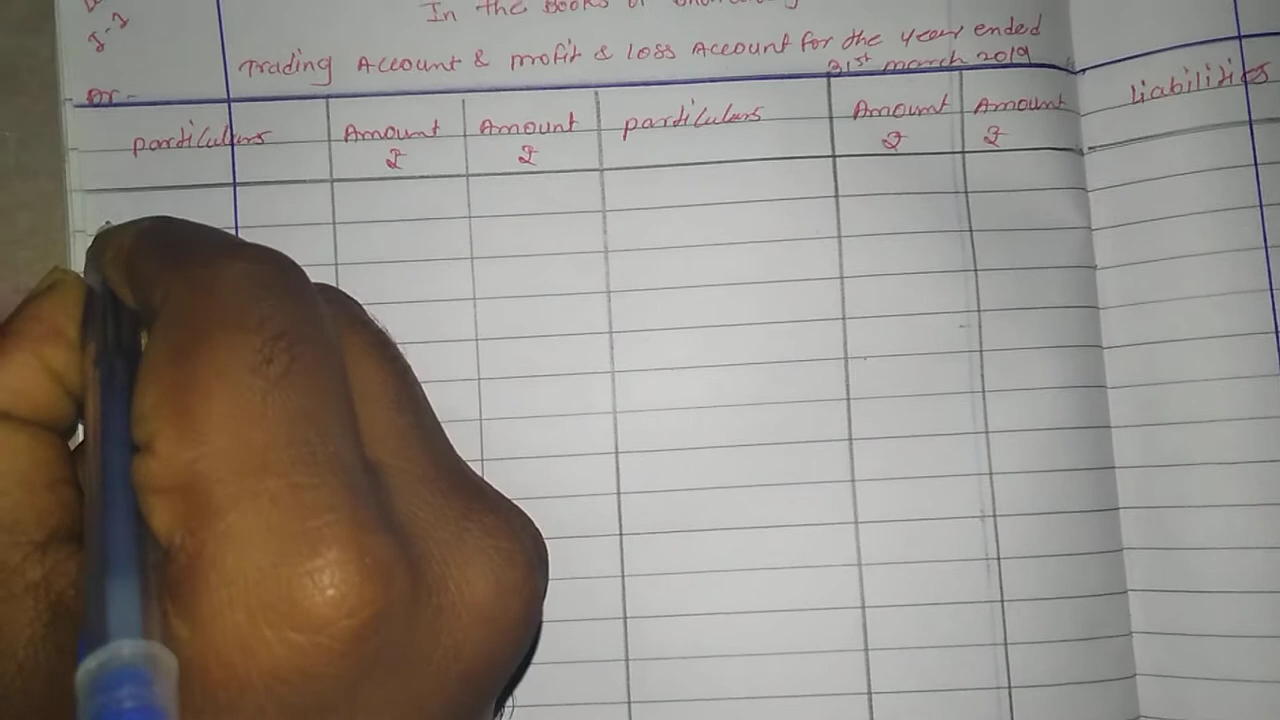 In the Books of
Trading Account & profit & loss Account for the year ended
31st march 2019
Dr-
particulars Amount Amount particulars Amount Amount
₹ ₹ ₹ ₹
Liabilities